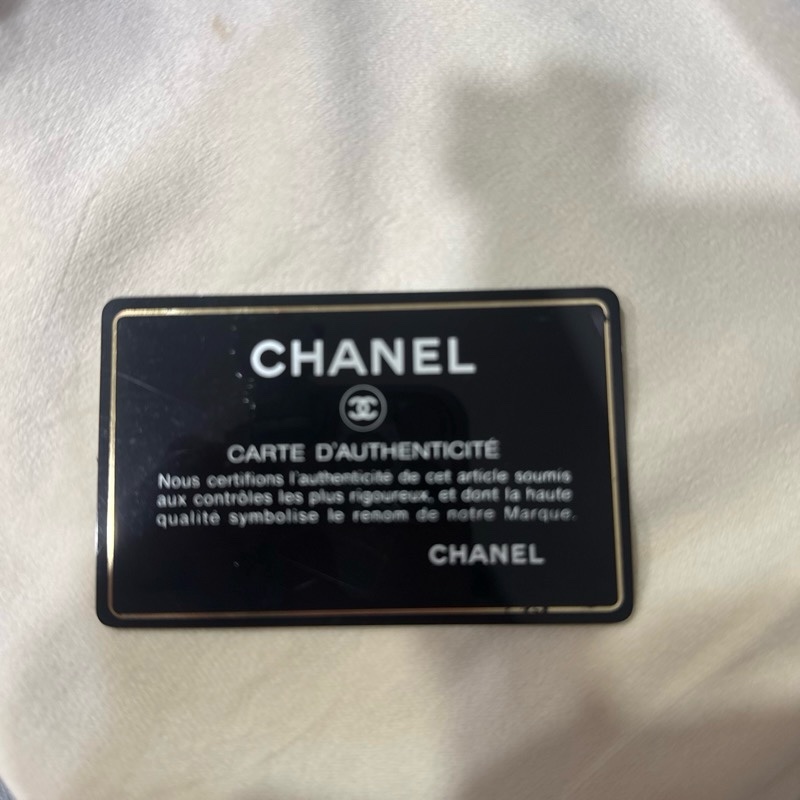 CHANEL
CARTE D'AUTHENTICITÉ
Nous certifions l'authenticité de cet article soumis
aux contrôles les plus rigoureux, et dont la haute
qualité symbolise le renom de notre Marque.
CHANEL